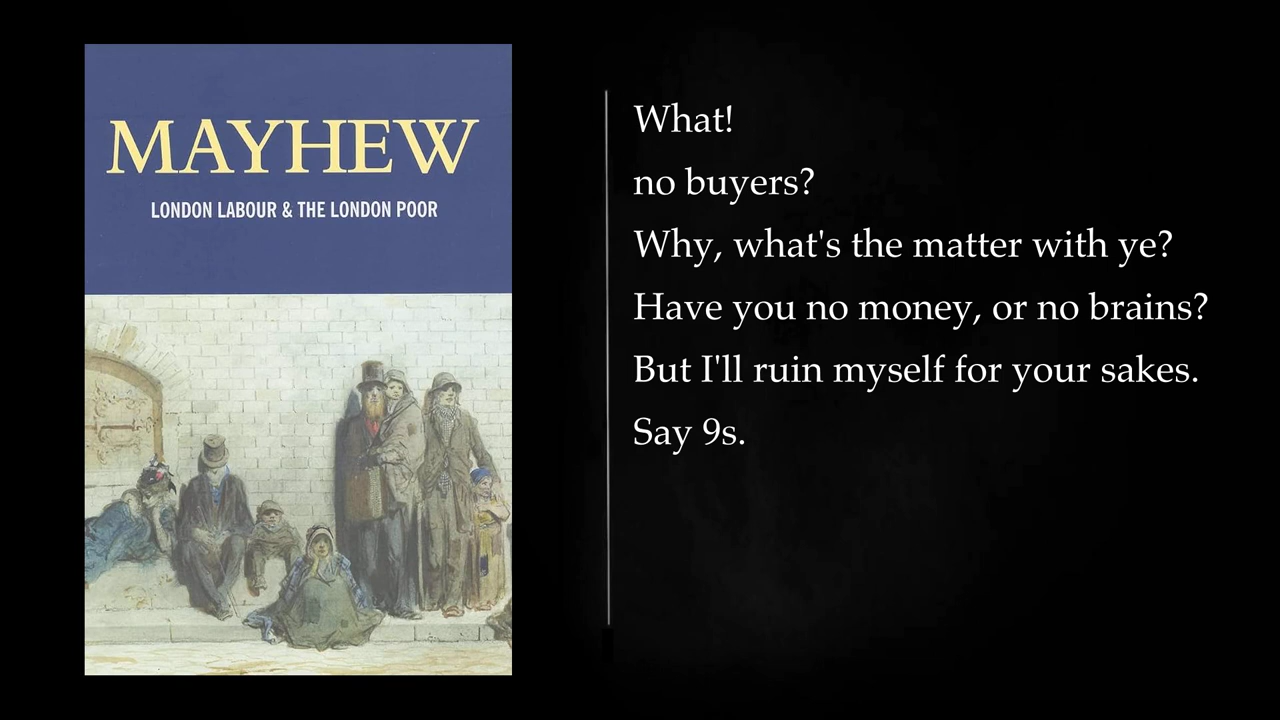 MAYHEW
LONDON LABOUR & THE LONDON POOR
What!
no buyers?
Why, what's the matter with ye?
Have you no money, or no brains?
But I'll ruin myself for your sakes.
Say 9s.